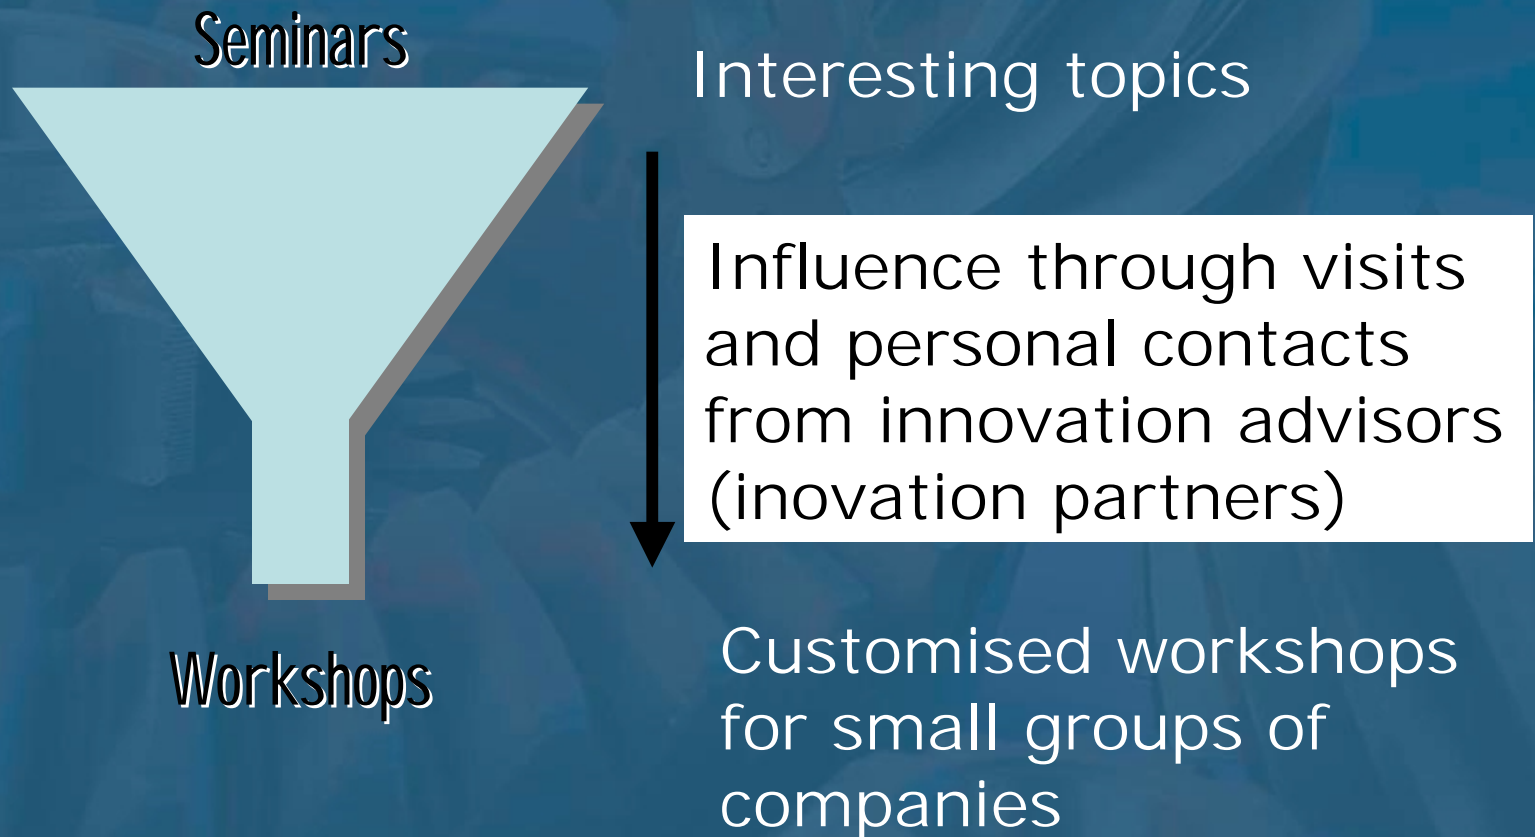 Seminars
Interesting topics
Influence through visits
and personal contacts
from innovation advisors
(inovation partners)
Workshops
Customised workshops
for small groups of
companies